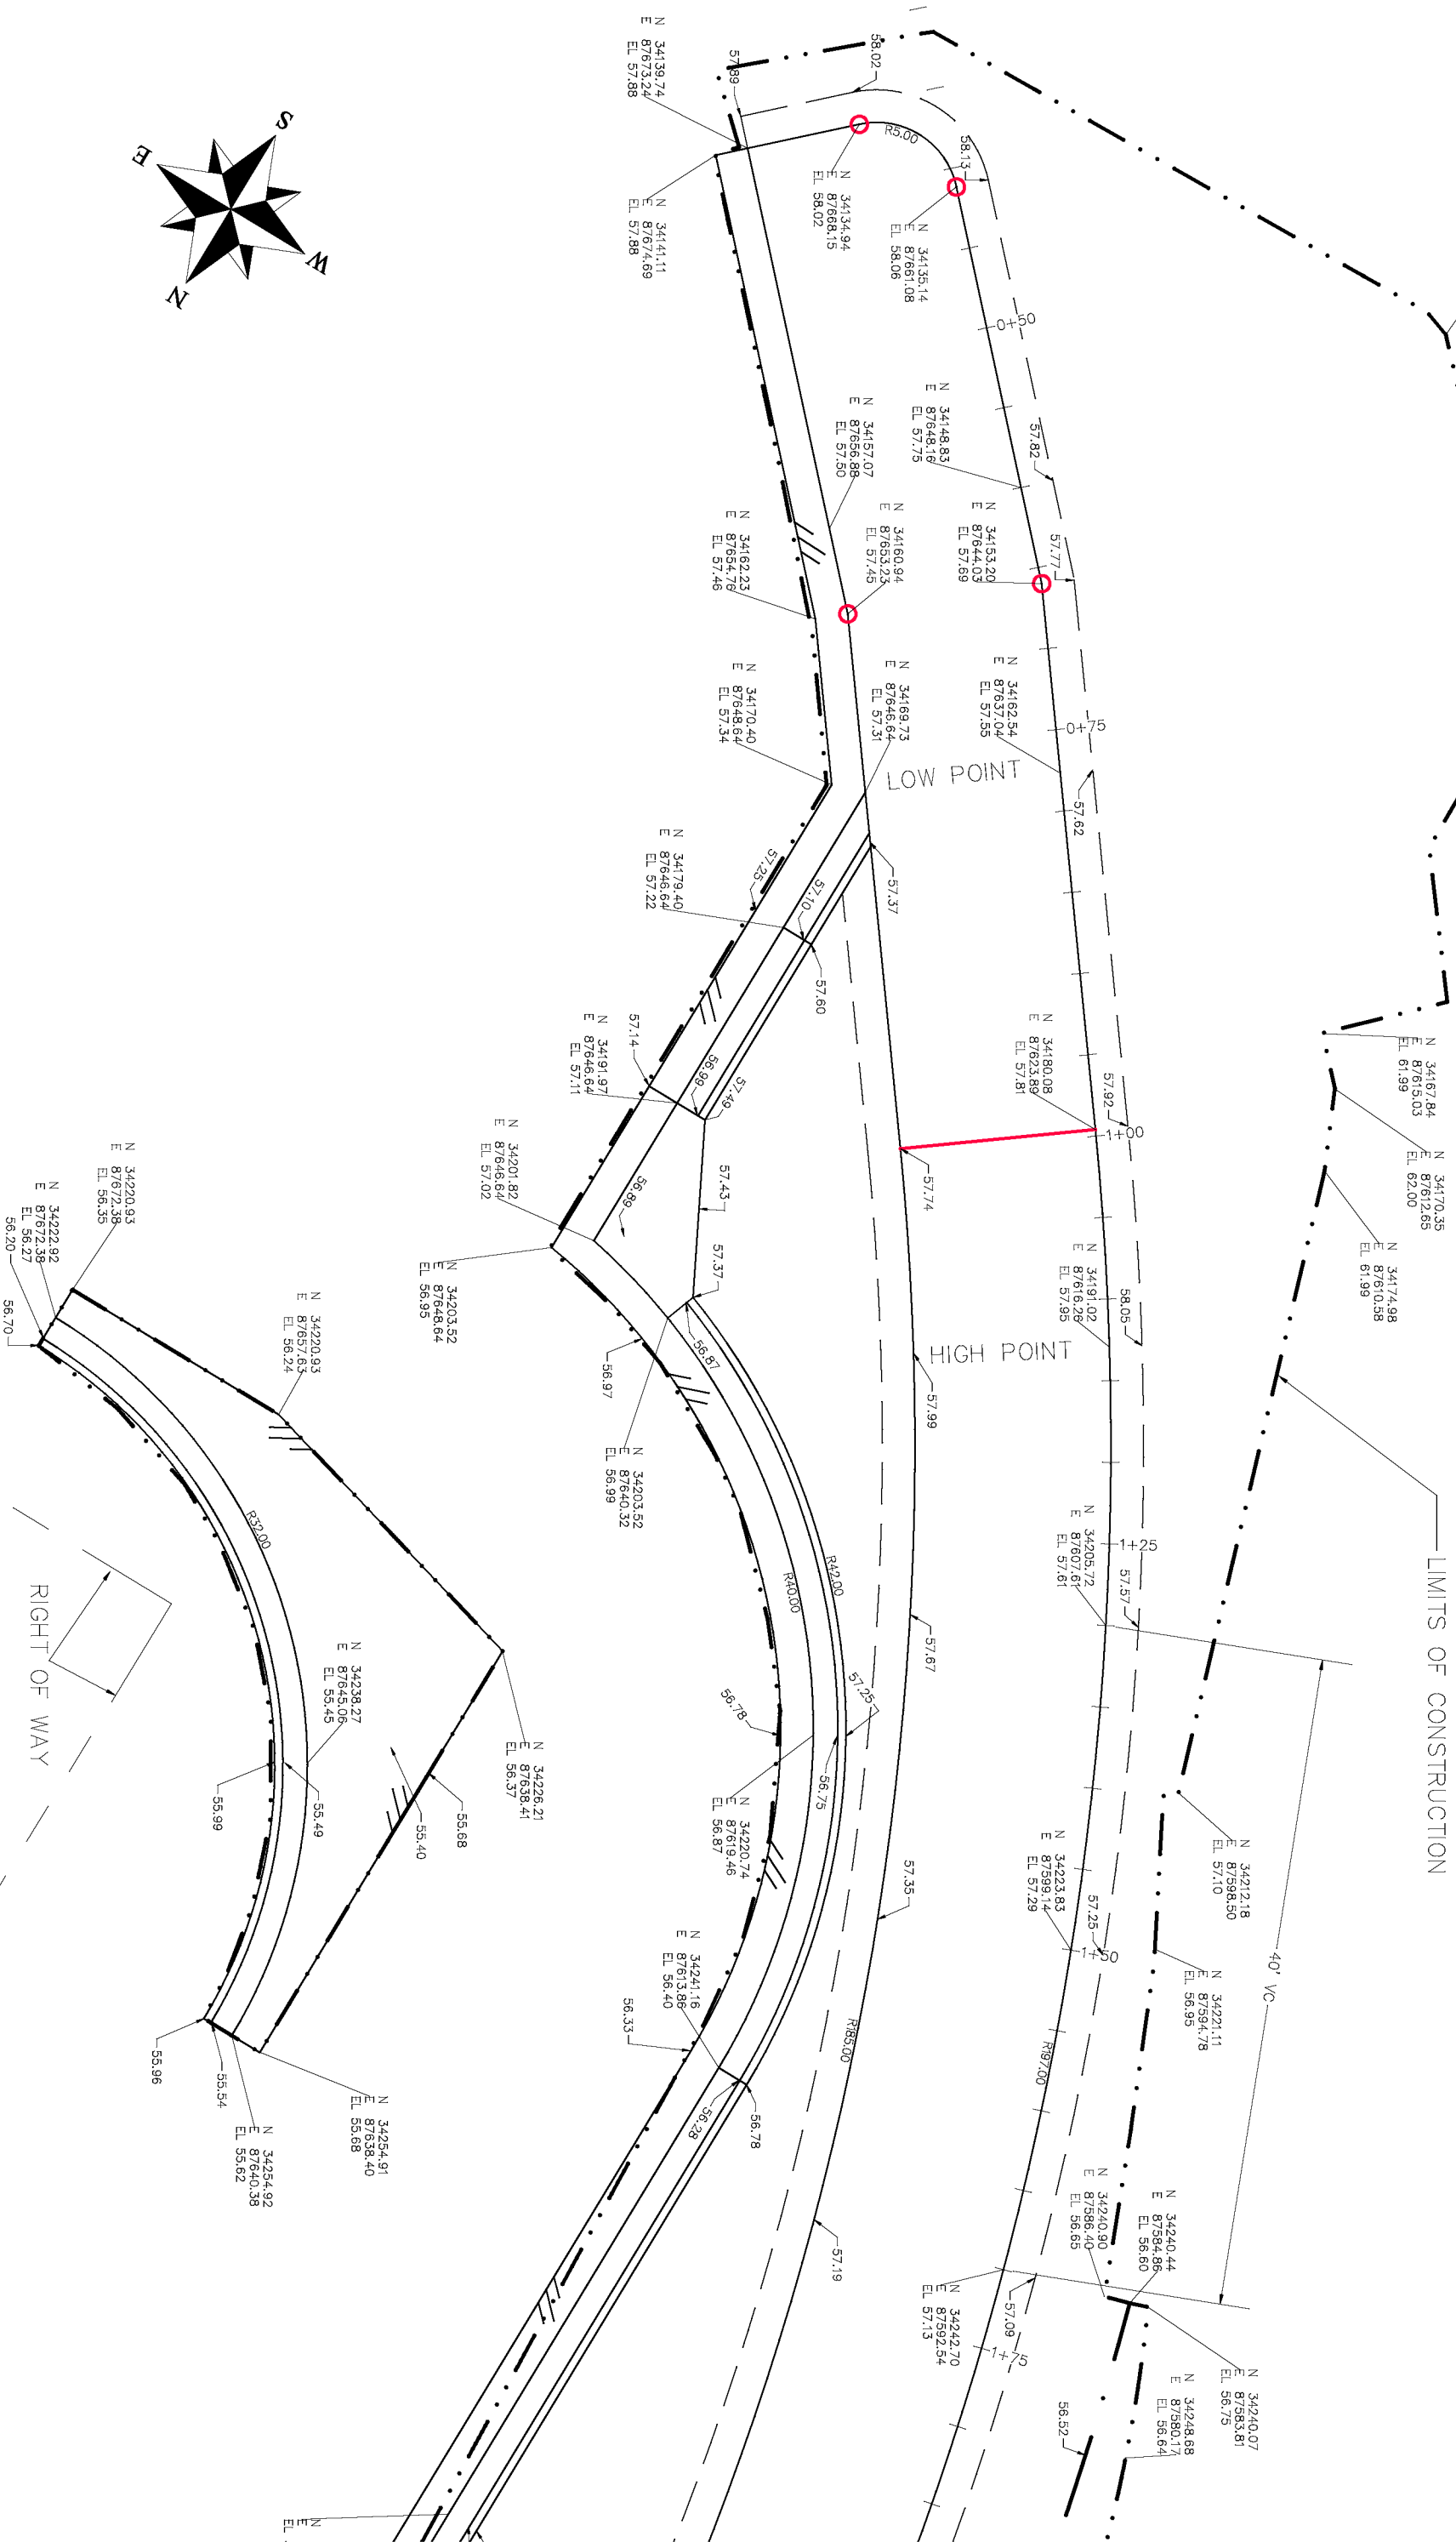 58.02
57.89
N 34139.74
E 87673.24
EL 57.88
R5.00
58.13
S
E
W
N
N 34134.94
E 87668.15
EL 58.02
N 34141.11
E 87674.69
EL 57.88
N 34135.14
E 87661.08
EL 58.06
0+50
N 34148.83
E 87648.16
EL 57.75
57.82
N 34157.07
E 87656.88
EL 57.50
N 34162.23
E 87654.76
EL 57.46
N 34160.94
E 87653.23
EL 57.45
N 34153.20
E 87644.03
EL 57.69
57.77
N 34170.40
E 87648.64
EL 57.34
N 34169.73
E 87646.64
EL 57.31
N 34162.54
E 87637.04
EL 57.55
0+75
LOW POINT
57.62
N 34179.40
E 87646.64
EL 57.22
57.25
57.10
57.37
57.60
N 34191.97
E 87646.64
EL 57.11
57.14
56.99
57.49
N 34180.08
E 87623.89
EL 57.81
57.92
1+00
N 34167.84
E 87615.03
EL 61.99
N 34170.35
E 87612.65
EL 62.00
N 34174.98
E 87610.58
EL 61.99
N 34201.82
E 87646.64
EL 57.02
56.89
57.43
57.74
N 34220.93
E 87672.38
EL 56.35
N 34222.92
E 87672.38
EL 56.27
56.20
56.70
N 34203.52
E 87648.64
EL 56.95
57.37
N 34191.02
E 87616.26
EL 57.95
58.05
HIGH POINT
N 34220.93
E 87657.63
EL 56.24
56.97
56.87
57.99
N 34203.52
E 87640.32
EL 56.99
R32.00
R42.00
R40.00
N 34205.72
E 87607.61
EL 57.61
1+25
57.57
LIMITS OF CONSTRUCTION
RIGHT OF WAY
N 34238.27
E 87645.06
EL 55.45
56.78
57.25
56.75
57.67
N 34226.21
E 87638.41
EL 56.37
55.99
55.49
55.40
55.68
N 34220.74
E 87619.46
EL 56.87
57.35
N 34223.83
E 87599.14
EL 57.29
57.25
1+50
N 34212.18
E 87598.50
EL 57.10
40' VC
N 34221.11
E 87594.78
EL 56.95
N 34241.16
E 87613.86
EL 56.40
56.33
R185.00
R197.00
55.96
55.54
N 34254.91
E 87638.40
EL 55.68
N 34254.92
E 87640.38
EL 55.62
56.28
56.78
N 34240.90
E 87586.40
EL 56.65
N 34240.44
E 87584.86
EL 56.60
57.19
N 34242.70
E 87592.54
EL 57.13
57.09
1+75
N 34240.07
E 87583.81
EL 56.75
N 34248.68
E 87580.17
EL 56.64
56.52
N
E
EL